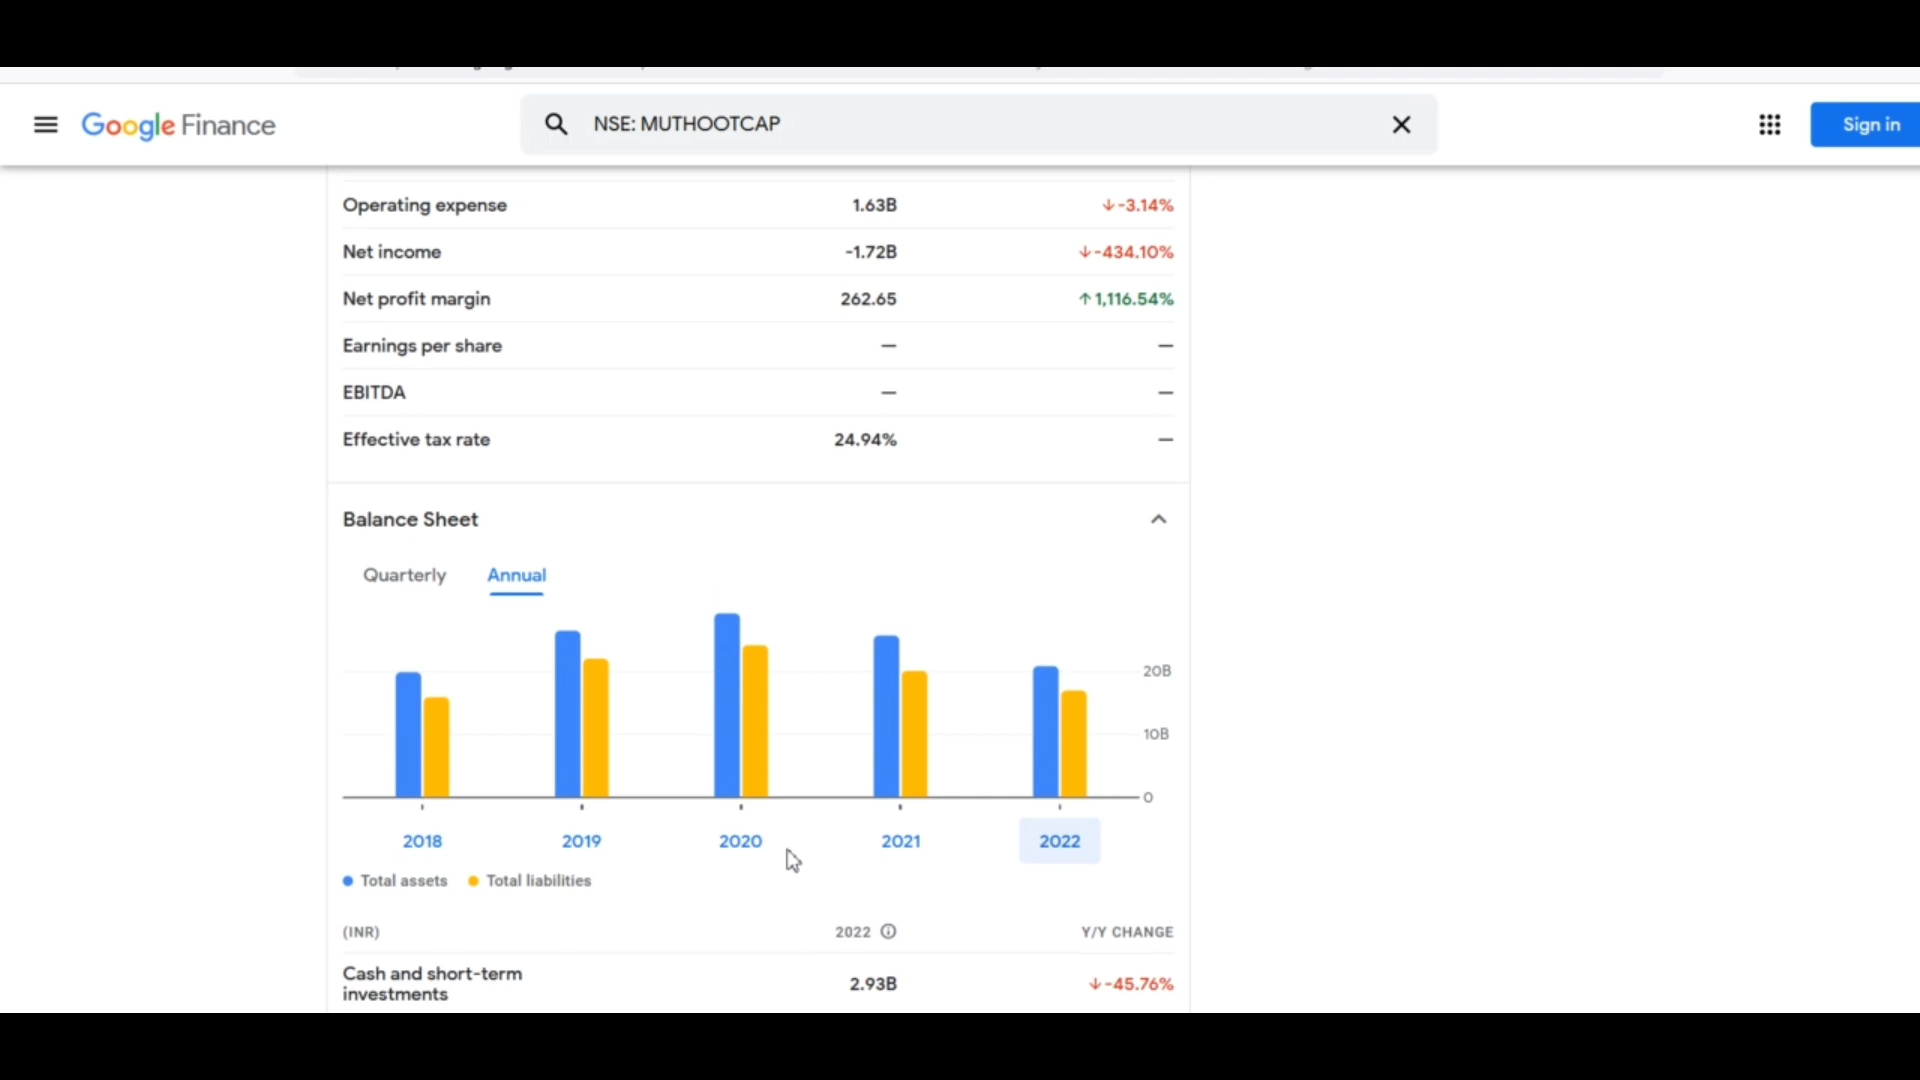 Google Finance
NSE: MUTHOOTCAP
Sign in
Operating expense 1.63B ↓-3.14%
Net income -1.72B ↓-434.10%
Net profit margin 262.65 ↑1,116.54%
Earnings per share — —
EBITDA — —
Effective tax rate 24.94% —
Balance Sheet
Quarterly Annual
20B
10B
0
2018 2019 2020 2021 2022
Total assets Total liabilities
(INR) 2022 Y/Y CHANGE
Cash and short-term
investments 2.93B ↓-45.76%